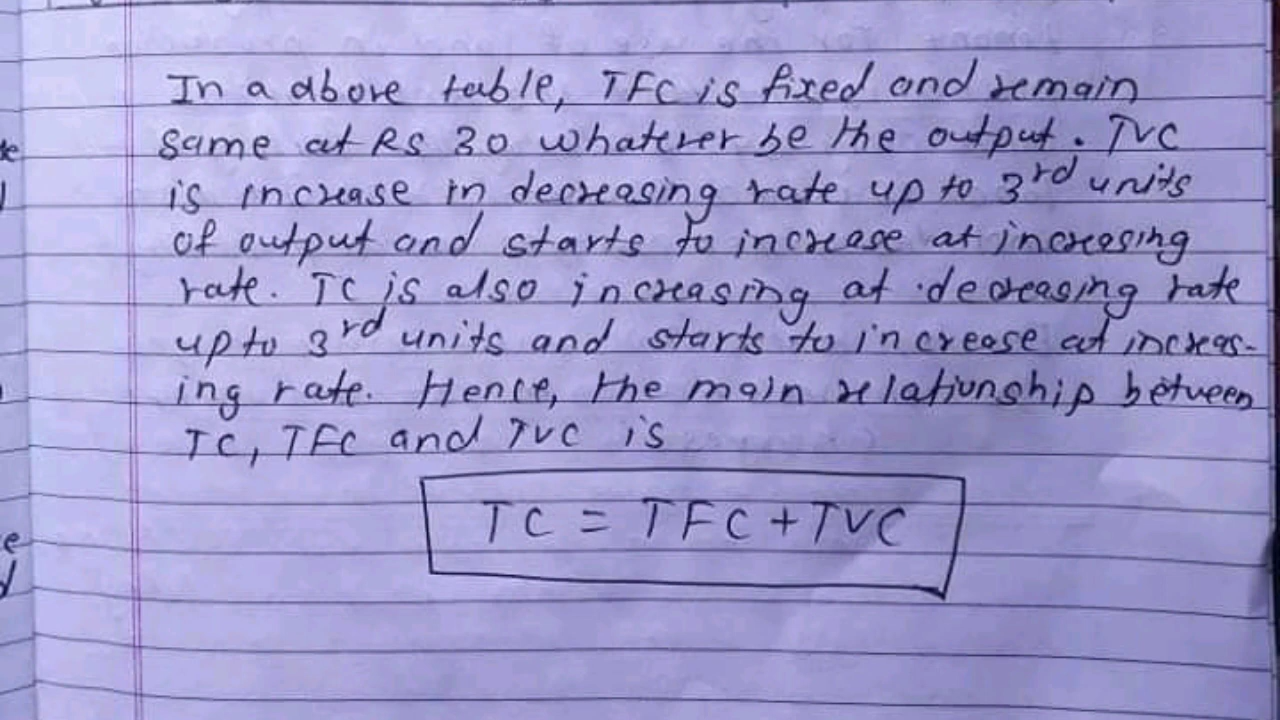 In a above table, TFC is fixed and remain
same at Rs 30 whatever be the output. TVC
is increase in decreasing rate up to 3rd units
of output and starts to increase at increasing
rate. TC is also increasing at decreasing rate
upto 3rd units and starts to increase at increas-
ing rate. Hence, the main relationship between
TC, TFC and TVC is
TC = TFC + TVC